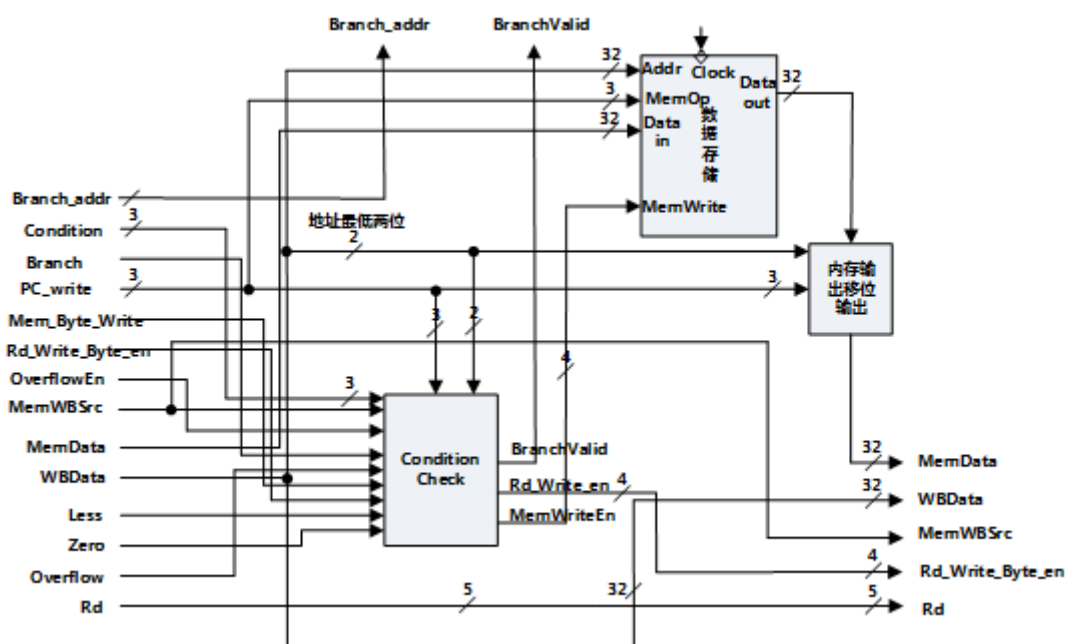 Branch_addr
BranchValid
32
Addr
Clock
Data
out
32
3
MemOp
32
Data
in
数
据
存
储
MemWrite
Branch_addr
3
Condition
地址最低两位
2
Branch
3
PC_write
3
内存输
出移位
输出
Mem_Byte_Write
3
2
Rd_Write_Byte_en
4
OverflowEn
3
MemWBSrc
MemData
WBData
Less
Zero
Overflow
Rd
Condition
Check
BranchValid
Rd_Write_en
4
MemWriteEn
32
MemData
32
WBData
MemWBSrc
4
Rd_Write_Byte_en
32
5
5
Rd